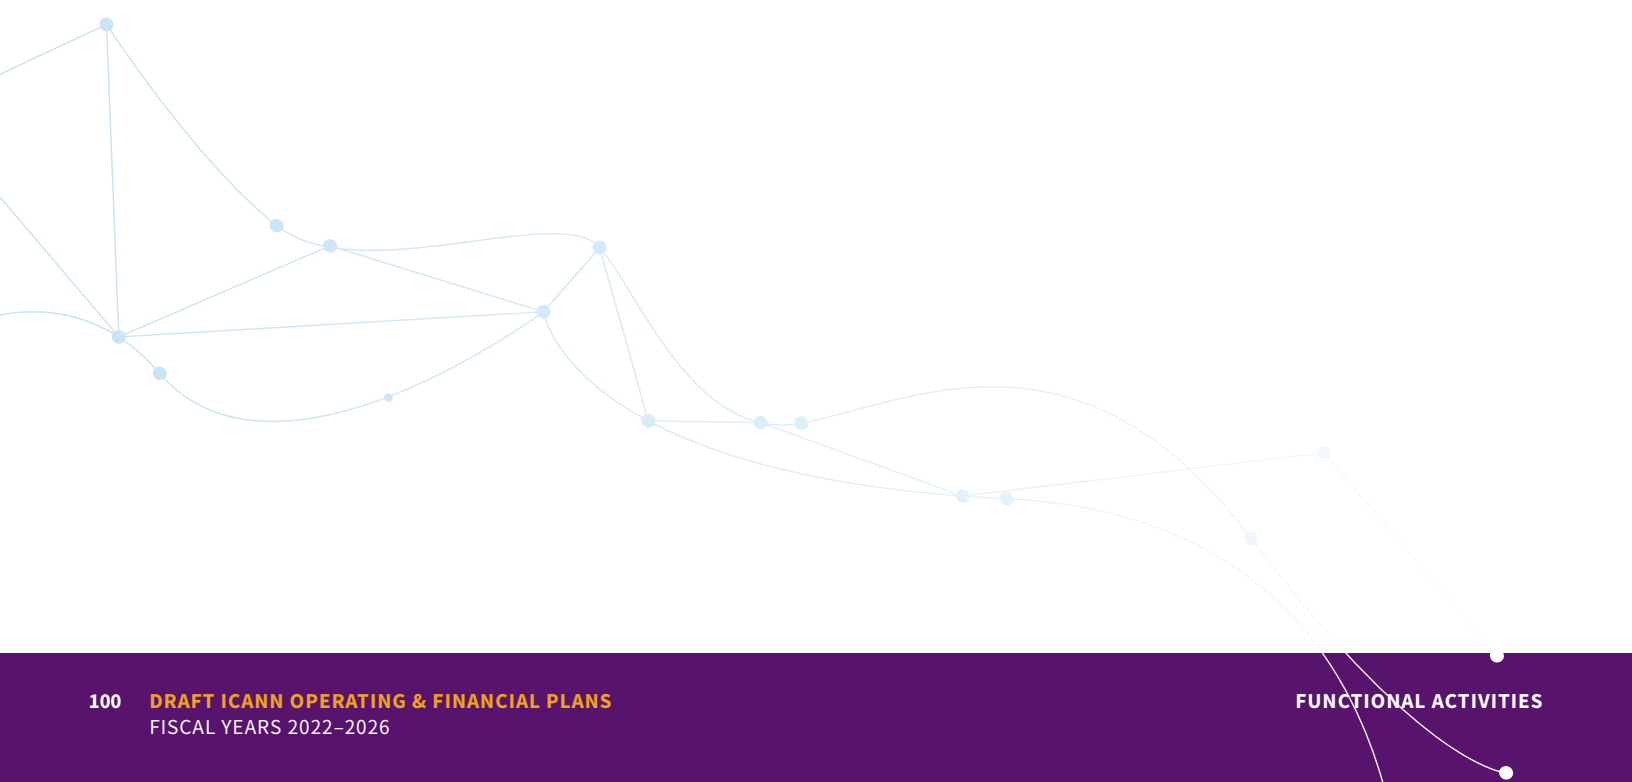 100 DRAFT ICANN OPERATING & FINANCIAL PLANS
FISCAL YEARS 2022–2026
FUNCTIONAL ACTIVITIES